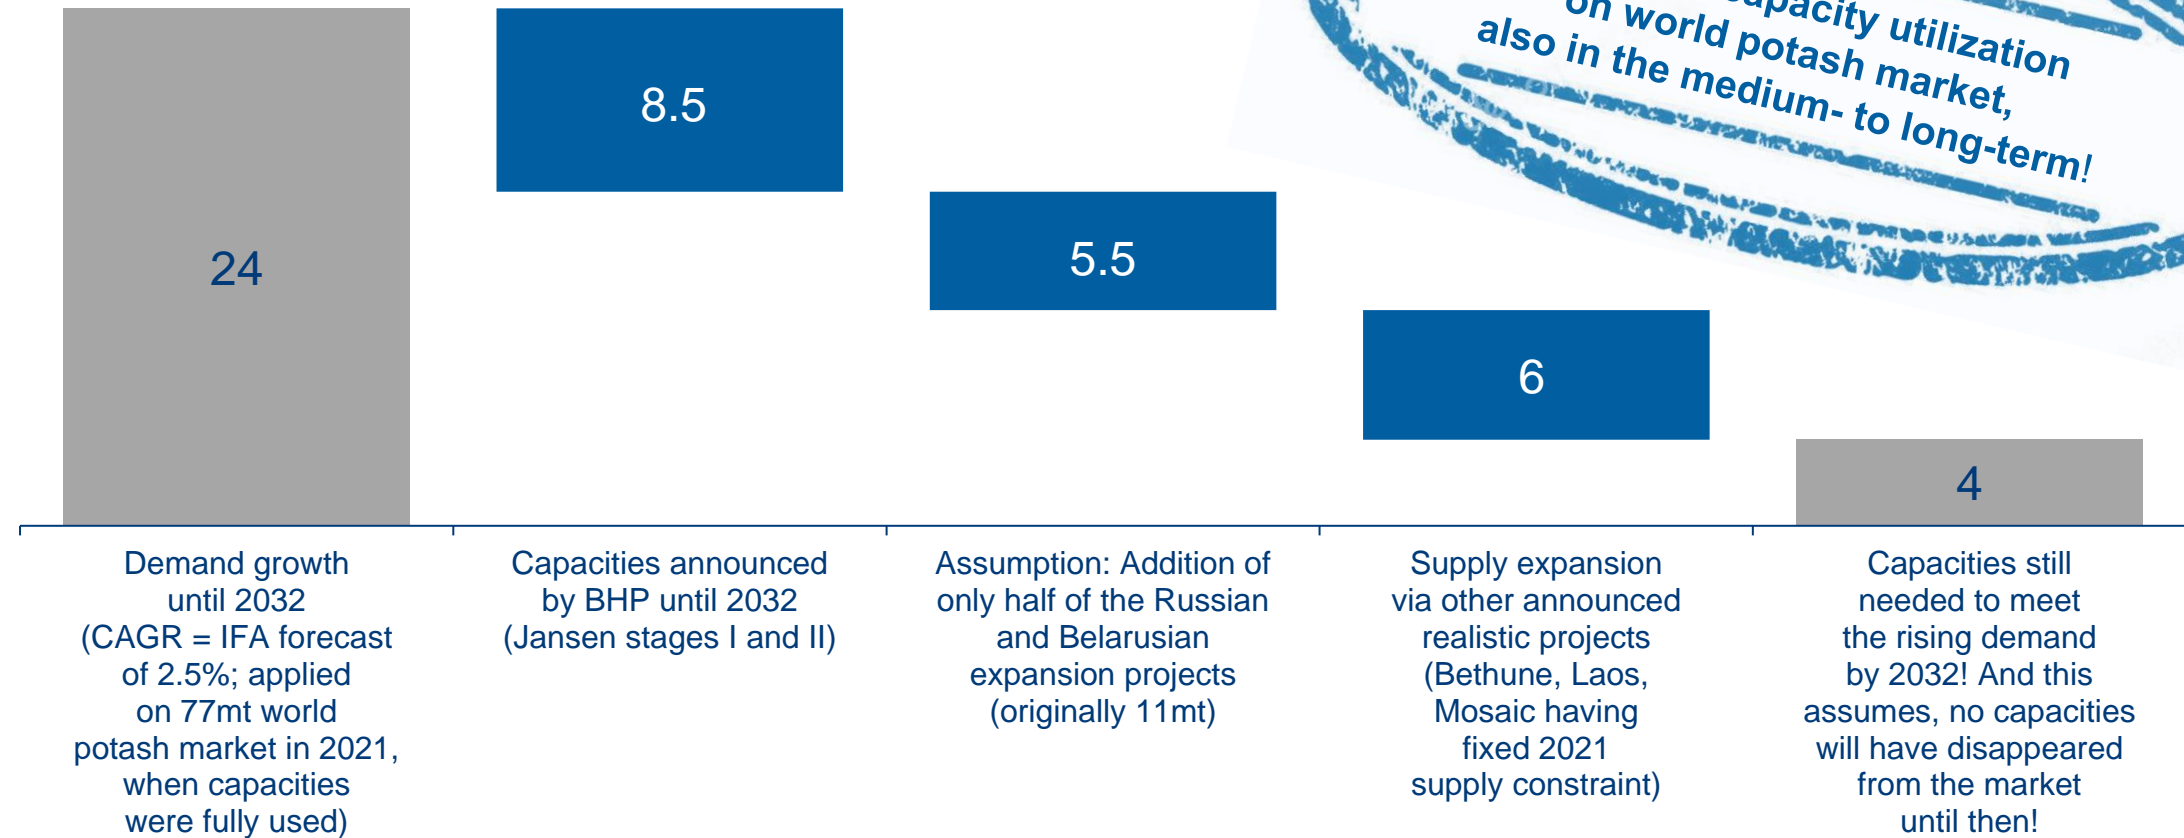 capacity utilization
on world potash market,
also in the medium- to long-term!
24
8.5
5.5
6
4
Demand growth
until 2032
(CAGR = IFA forecast
of 2.5%; applied
on 77mt world
potash market in 2021,
when capacities
were fully used)
Capacities announced
by BHP until 2032
(Jansen stages I and II)
Assumption: Addition of
only half of the Russian
and Belarusian
expansion projects
(originally 11mt)
Supply expansion
via other announced
realistic projects
(Bethune, Laos,
Mosaic having
fixed 2021
supply constraint)
Capacities still
needed to meet
the rising demand
by 2032! And this
assumes, no capacities
will have disappeared
from the market
until then!